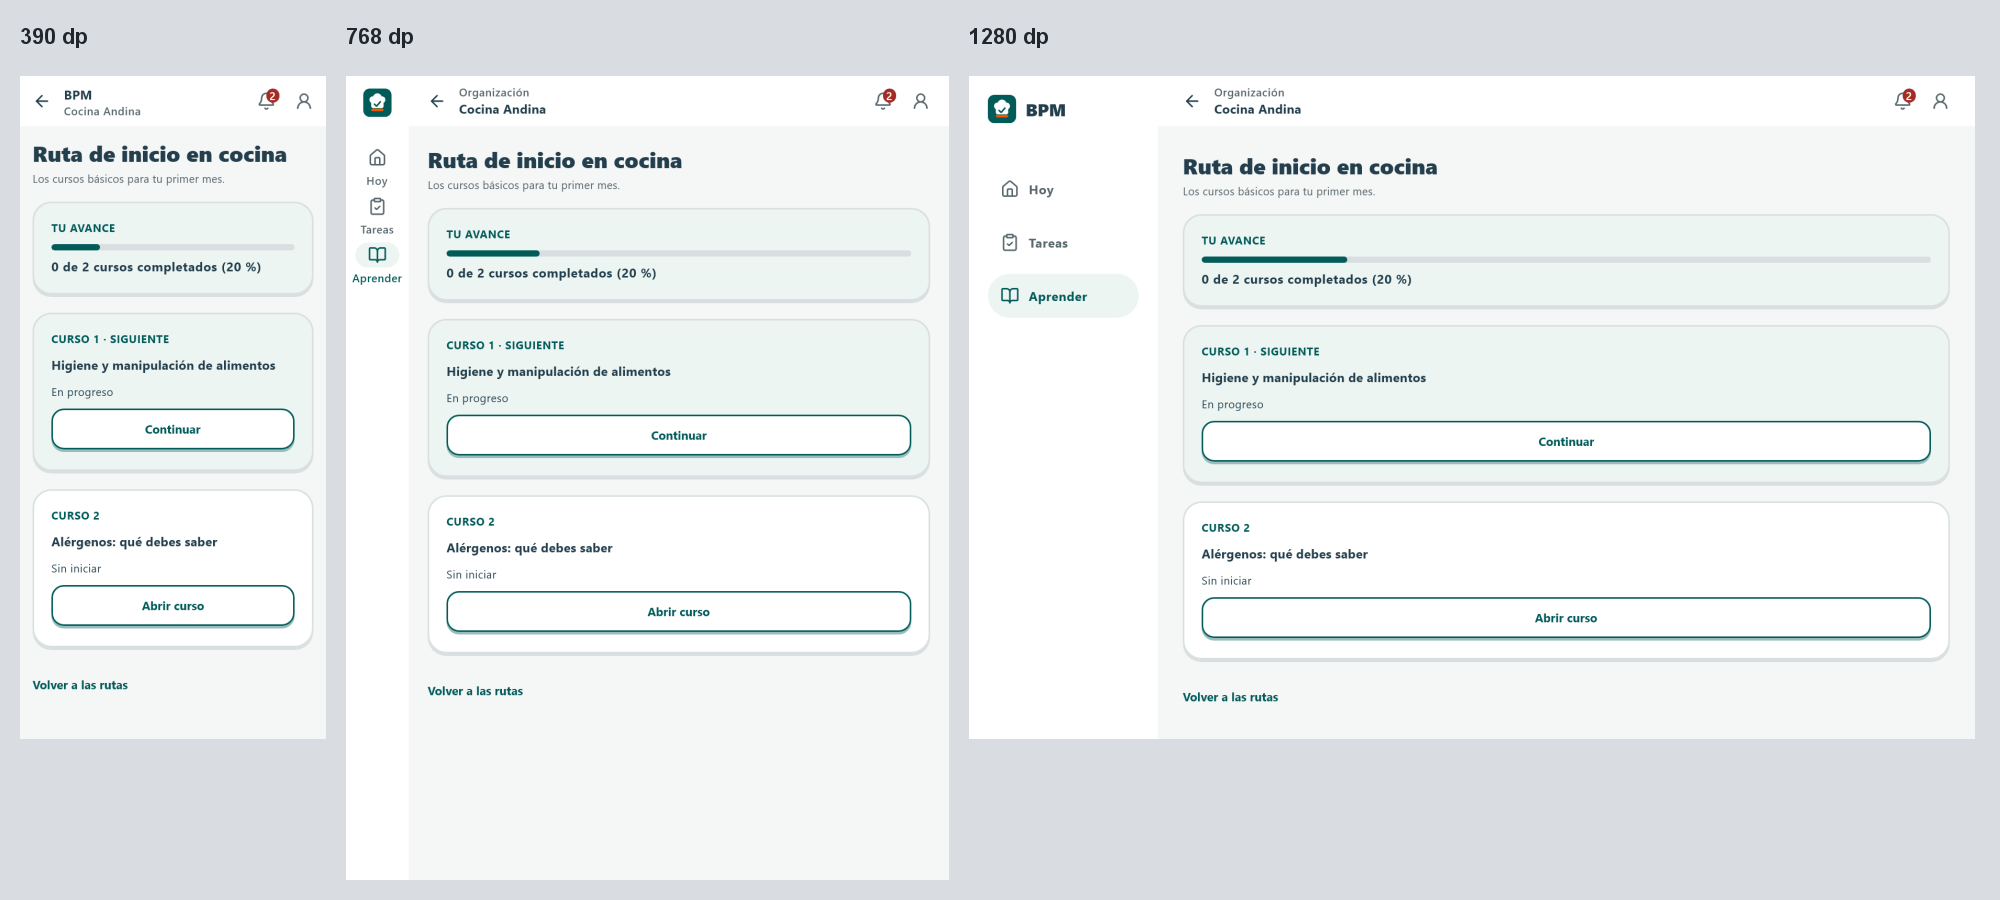 390 dp
BPM
Cocina Andina
2
Ruta de inicio en cocina
Los cursos básicos para tu primer mes.
TU AVANCE
0 de 2 cursos completados (20 %)
CURSO 1 · SIGUIENTE
Higiene y manipulación de alimentos
En progreso
Continuar
CURSO 2
Alérgenos: qué debes saber
Sin iniciar
Abrir curso
Volver a las rutas
768 dp
Hoy
Tareas
Aprender
Organización
Cocina Andina
2
Ruta de inicio en cocina
Los cursos básicos para tu primer mes.
TU AVANCE
0 de 2 cursos completados (20 %)
CURSO 1 · SIGUIENTE
Higiene y manipulación de alimentos
En progreso
Continuar
CURSO 2
Alérgenos: qué debes saber
Sin iniciar
Abrir curso
Volver a las rutas
1280 dp
BPM
Hoy
Tareas
Aprender
Organización
Cocina Andina
2
Ruta de inicio en cocina
Los cursos básicos para tu primer mes.
TU AVANCE
0 de 2 cursos completados (20 %)
CURSO 1 · SIGUIENTE
Higiene y manipulación de alimentos
En progreso
Continuar
CURSO 2
Alérgenos: qué debes saber
Sin iniciar
Abrir curso
Volver a las rutas